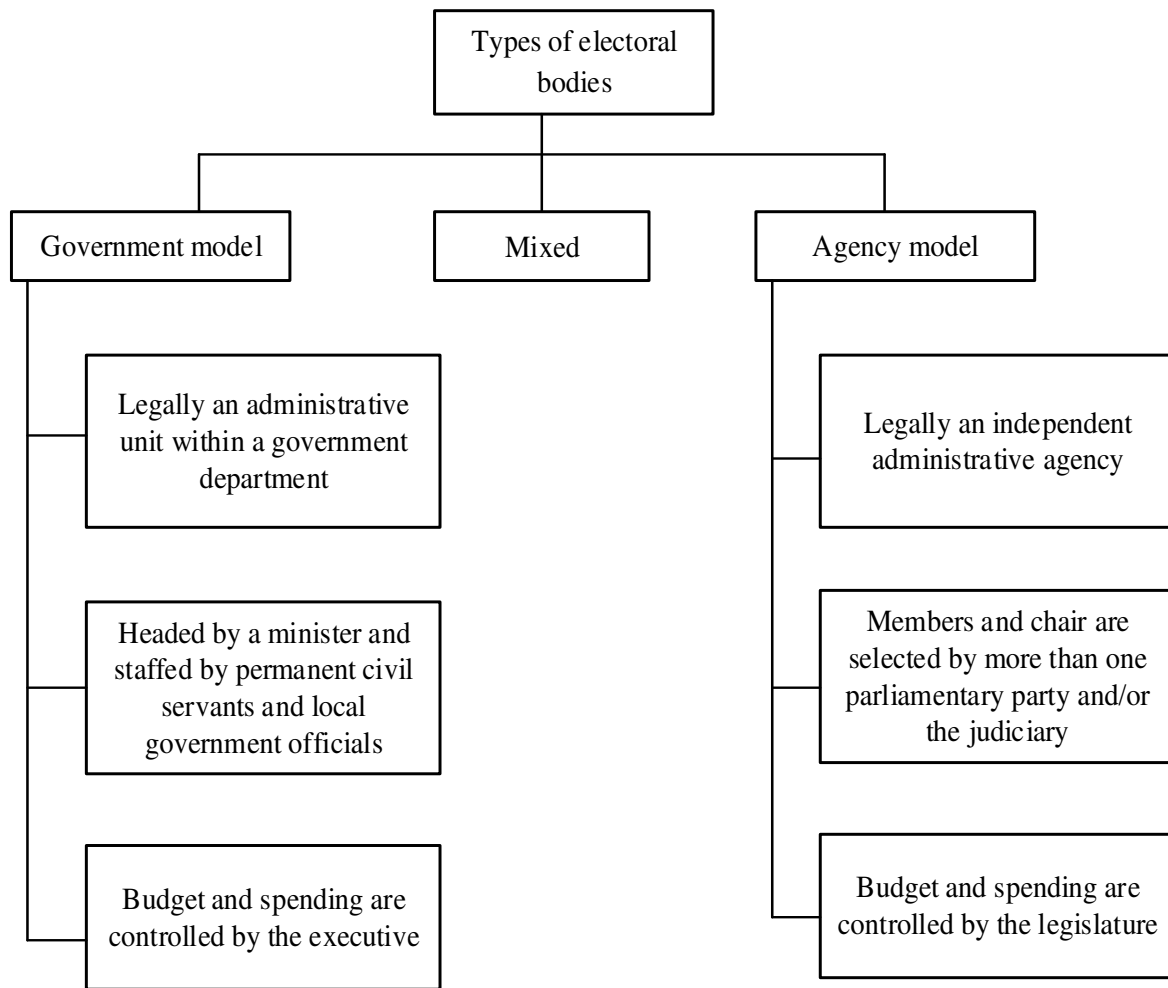 Types of electoral
bodies
Government model
Mixed
Agency model
Legally an administrative
unit within a government
department
Headed by a minister and
staffed by permanent civil
servants and local
government officials
Budget and spending are
controlled by the executive
Legally an independent
administrative agency
Members and chair are
selected by more than one
parliamentary party and/or
the judiciary
Budget and spending are
controlled by the legislature